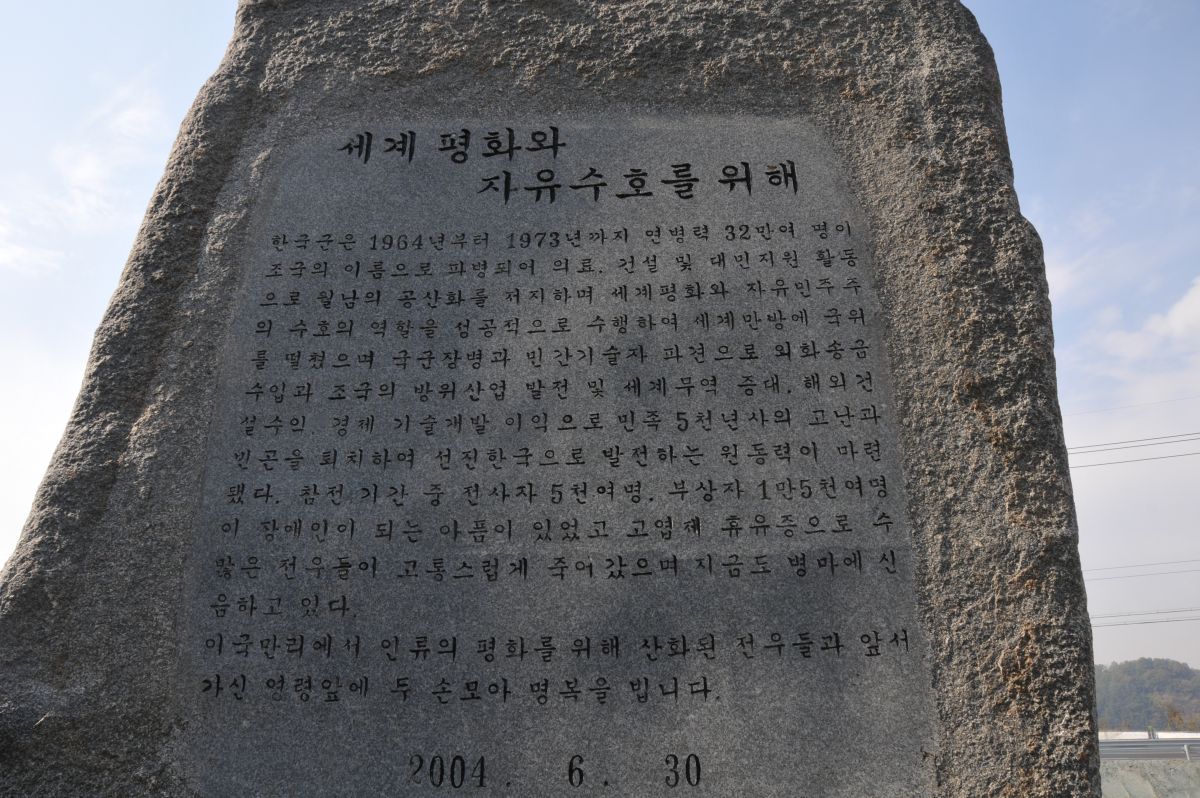 세계 평화와
자유수호를 위해
한국군은 1964년부터 1973년까지 연병력 32만여 명이
조국의 이름으로 파병되어 의료. 건설 및 대민지원 활동
으로 월남의 공산화를 저지하며 세계평화와 자유민주주
의 수호의 역할을 성공적으로 수행하여 세계만방에 국위
를 떨쳤으며 국군장병과 민간기술자 파견으로 외화송금
수입과 조국의 방위산업 발전 및 세계무역 증대. 해외건
설수익. 경제 기술개발 이익으로 민족 5천년사의 고난과
빈곤을 퇴치하여 선진한국으로 발전하는 원동력이 마련
됐다. 참전 기간 중 전사자 5천여명. 부상자 1만5천여명
이 장애인이 되는 아픔이 있었고 고엽제 휴유증으로 수
많은 전우들이 고통스럽게 죽어갔으며 지금도 병마에 신
음하고 있다.
이국만리에서 인류의 평화를 위해 산화된 전우들과 앞서
가신 영령앞에 두 손모아 명복을 빕니다.
2004. 6. 30